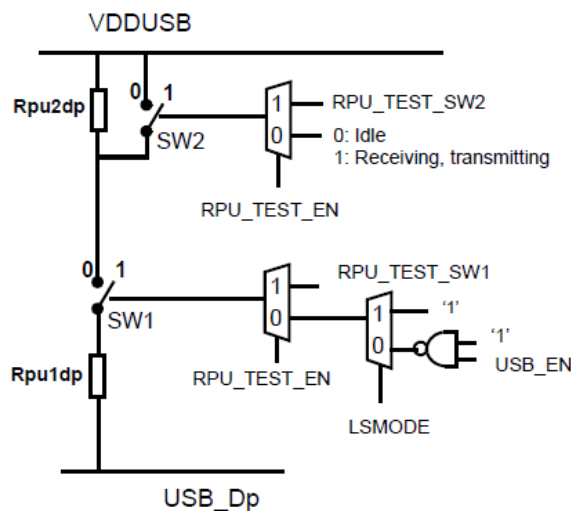 VDDUSB
Rpu2dp
0 1
SW2
1
0
RPU_TEST_SW2
0: Idle
1: Receiving, transmitting
RPU_TEST_EN
0 1
SW1
1
0
RPU_TEST_SW1
1
0
'1'
'1'
USB_EN
Rpu1dp
RPU_TEST_EN
LSMODE
USB_Dp